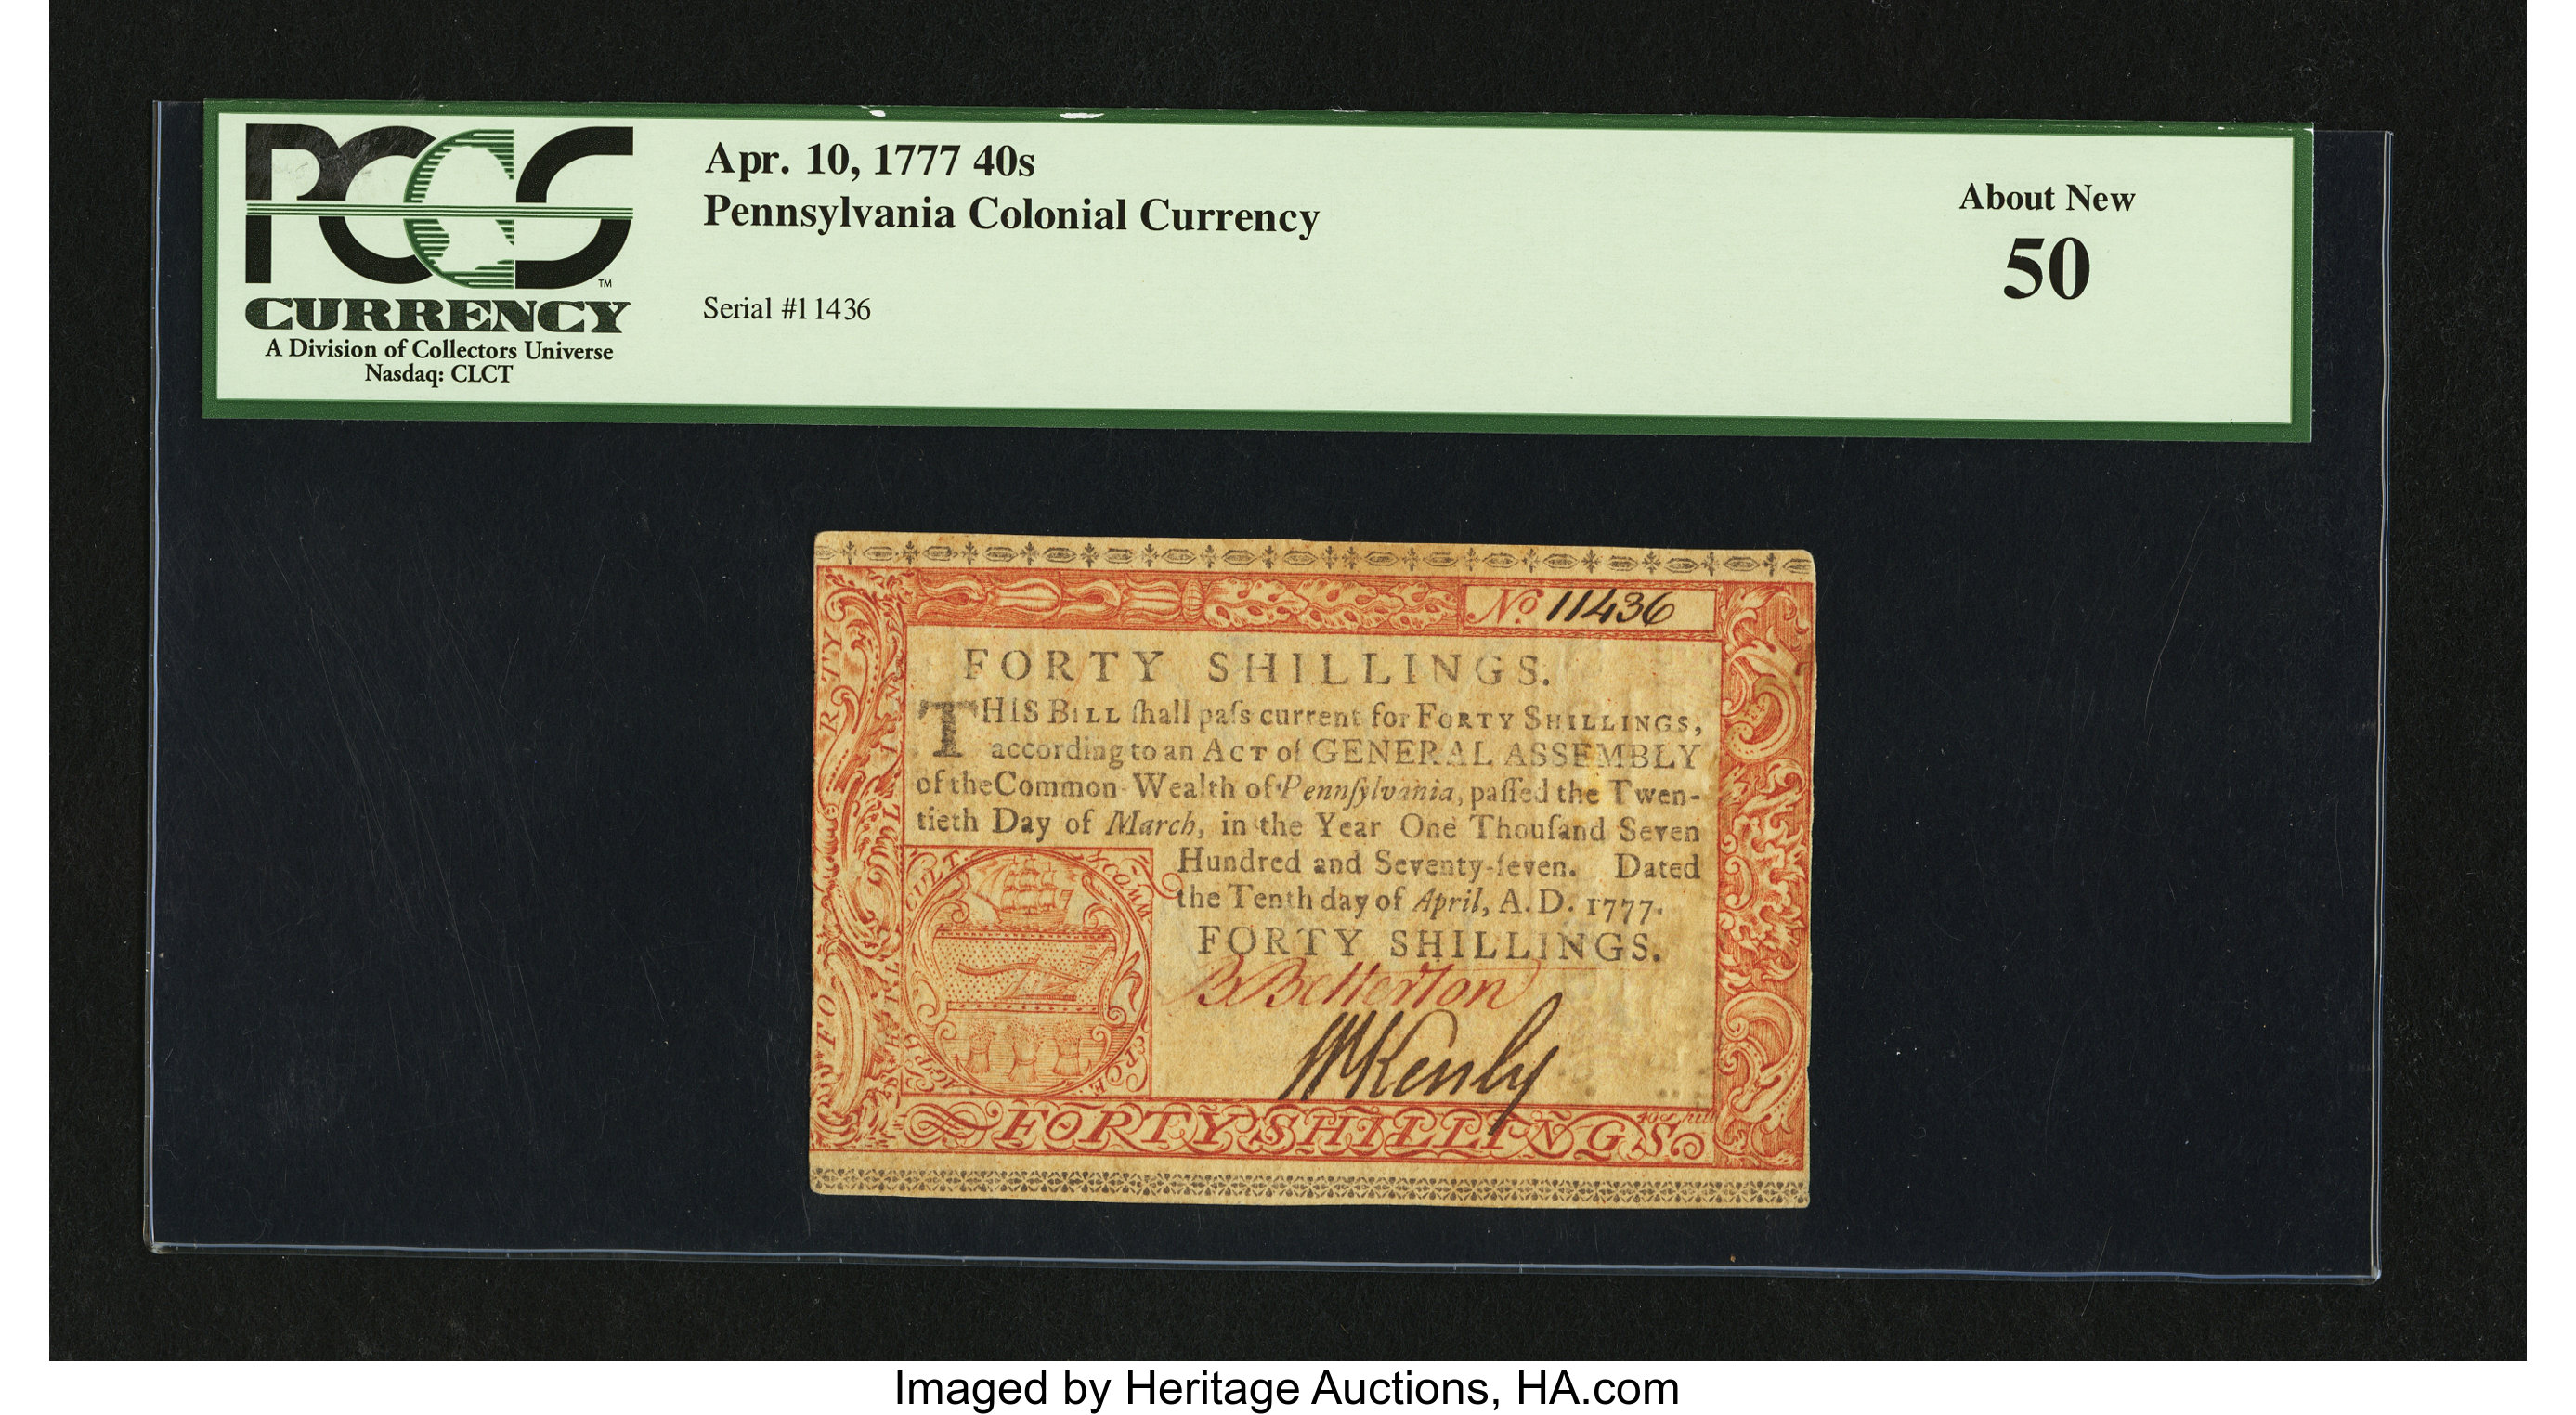 PCGS
TM
CURRENCY
A Division of Collectors Universe
Nasdaq: CLCT
Apr. 10, 1777 40s
Pennsylvania Colonial Currency
Serial #11436
About New
50
No. 11436
FORTY SHILLINGS.
THIS BILL ſhall paſs current for FORTY SHILLINGS,
according to an ACT of GENERAL ASSEMBLY
of the Common-Wealth of Pennſylvania, paſſed the Twen-
tieth Day of March, in the Year One Thouſand Seven
Hundred and Seventy-ſeven. Dated
the Tenth day of April, A.D. 1777.
FORTY SHILLINGS.
B Betterton
WKenly
FORTY SHILLINGS
Imaged by Heritage Auctions, HA.com